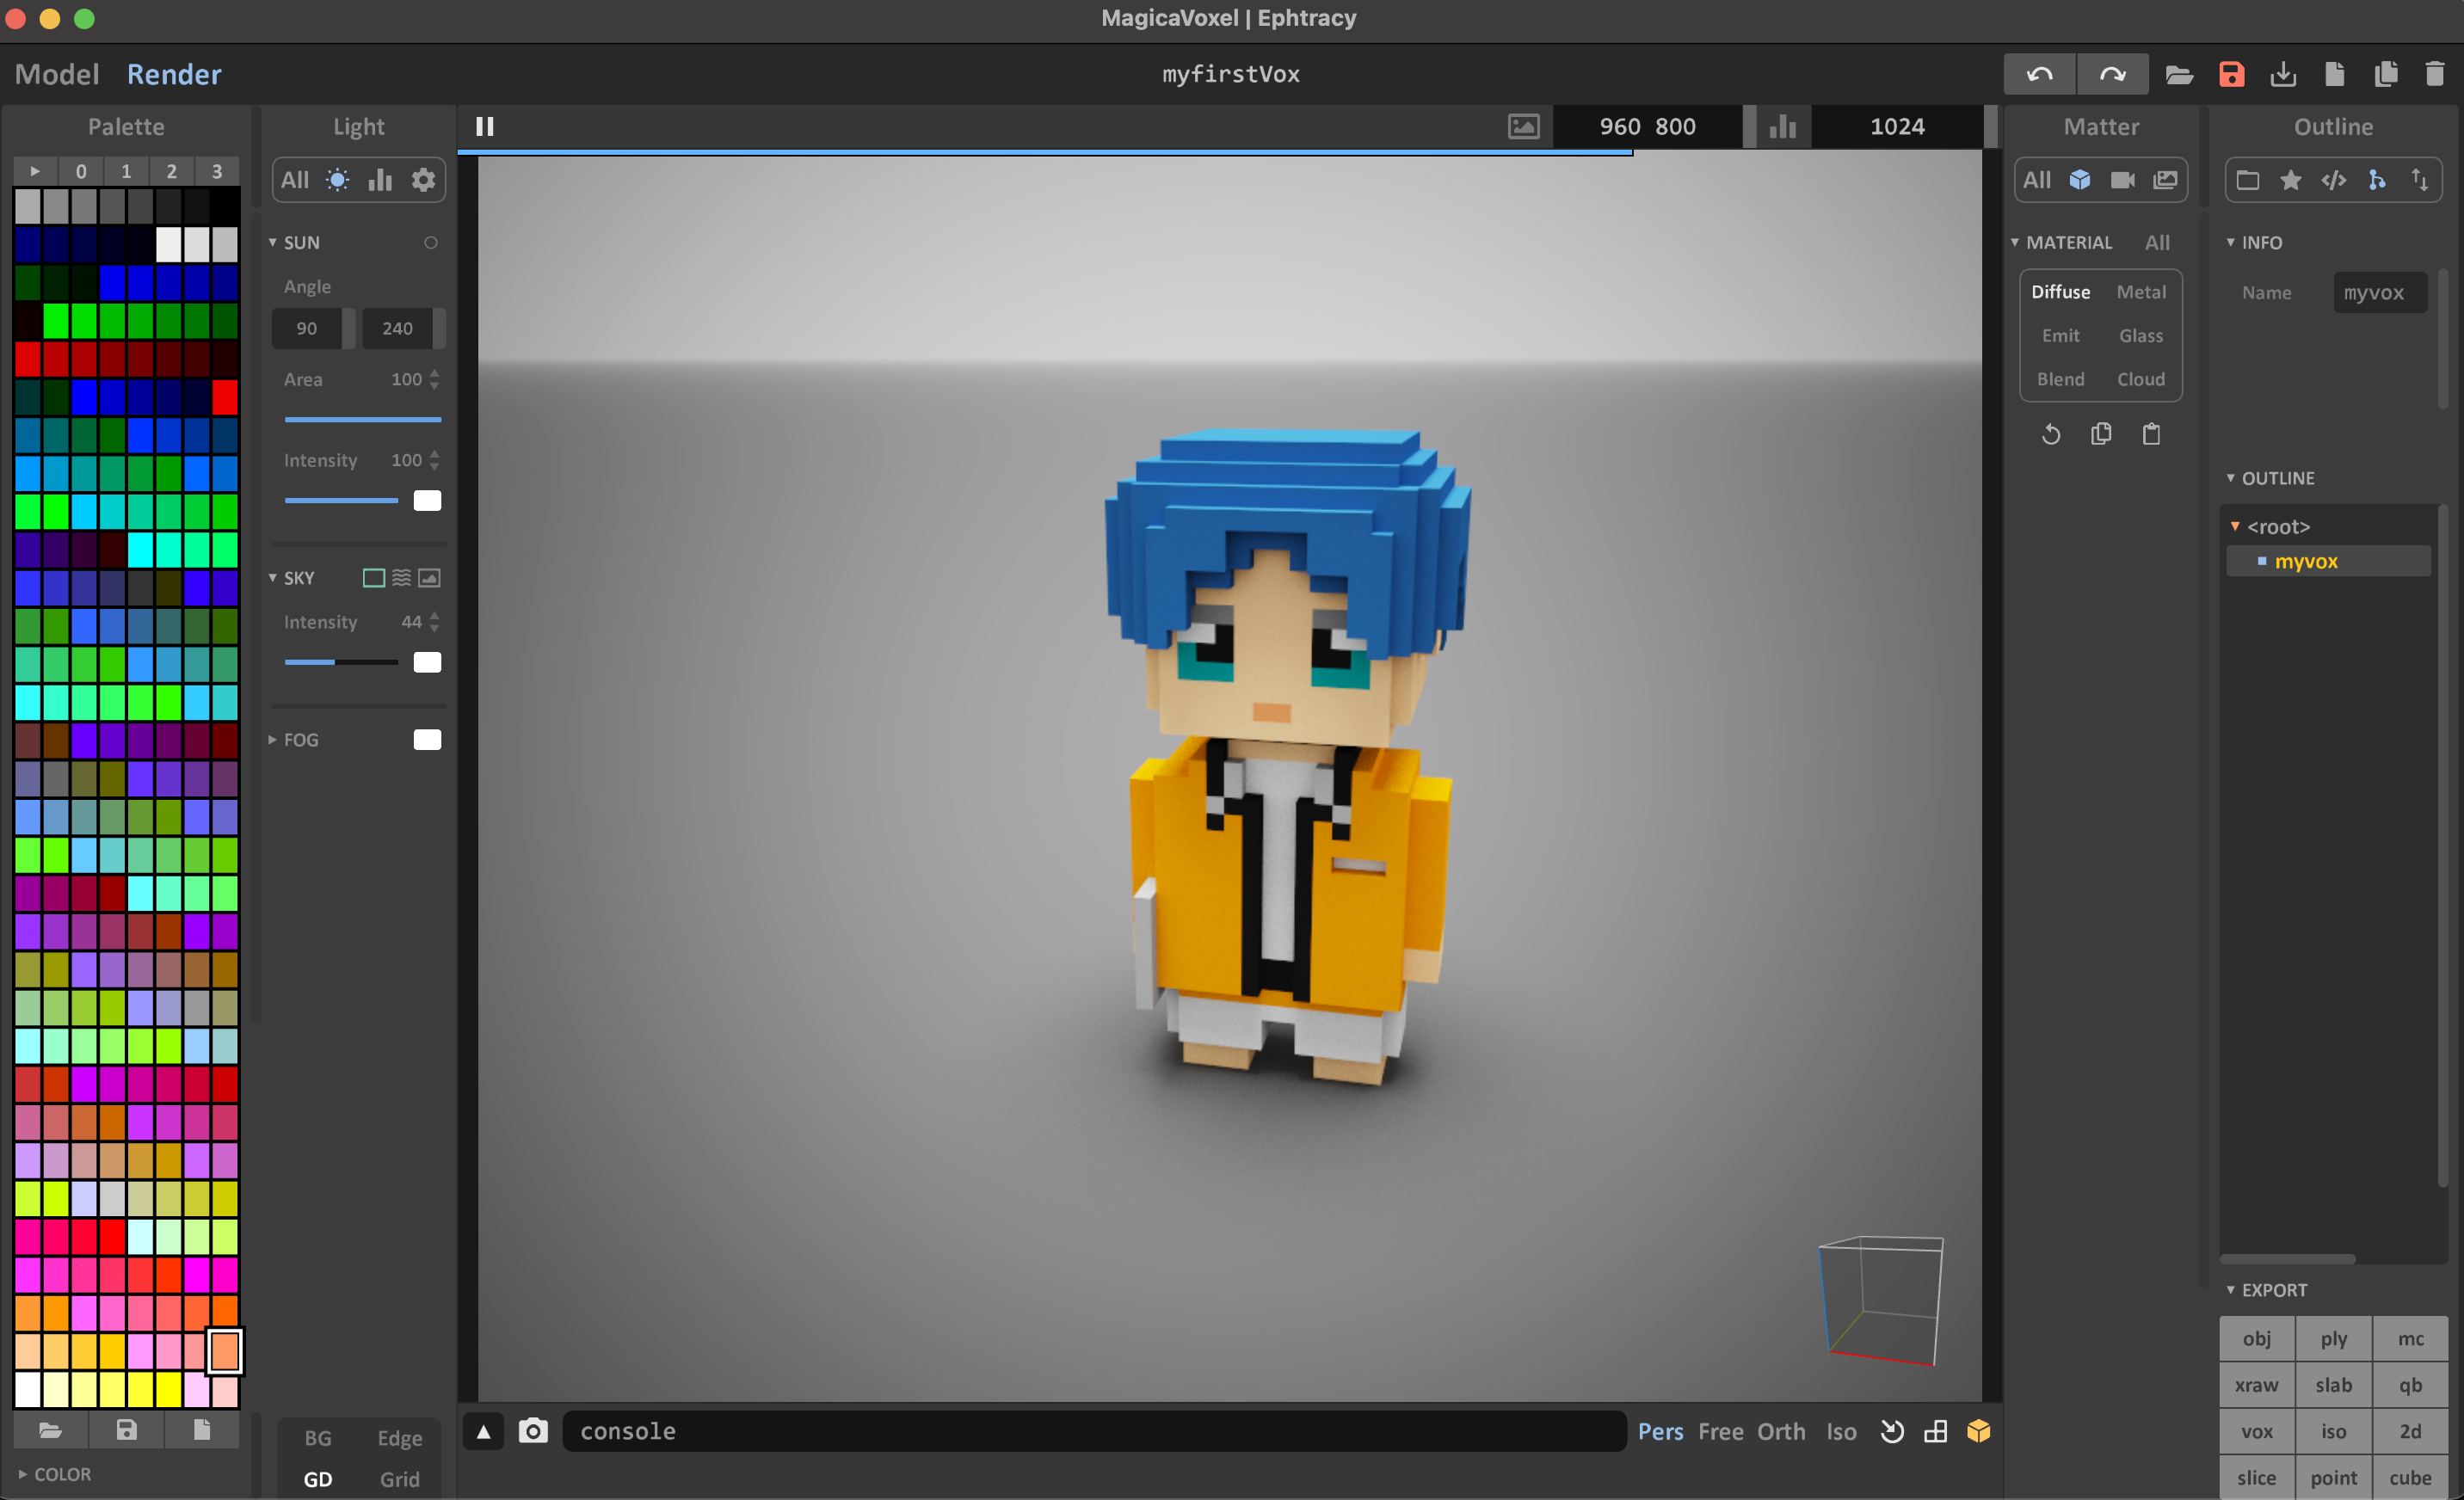 MagicaVoxel | Ephtracy
Model Render
myfirstVox
Palette
0 1 2 3
COLOR
Light
All
SUN
Angle
90 240
Area 100
Intensity 100
SKY
Intensity 44
FOG
BG Edge
GD Grid
960 800
1024
console
Pers Free Orth Iso
Matter
All
MATERIAL All
Diffuse Metal
Emit Glass
Blend Cloud
Outline
INFO
Name myvox
OUTLINE
<root>
myvox
EXPORT
obj ply mc
xraw slab qb
vox iso 2d
slice point cube